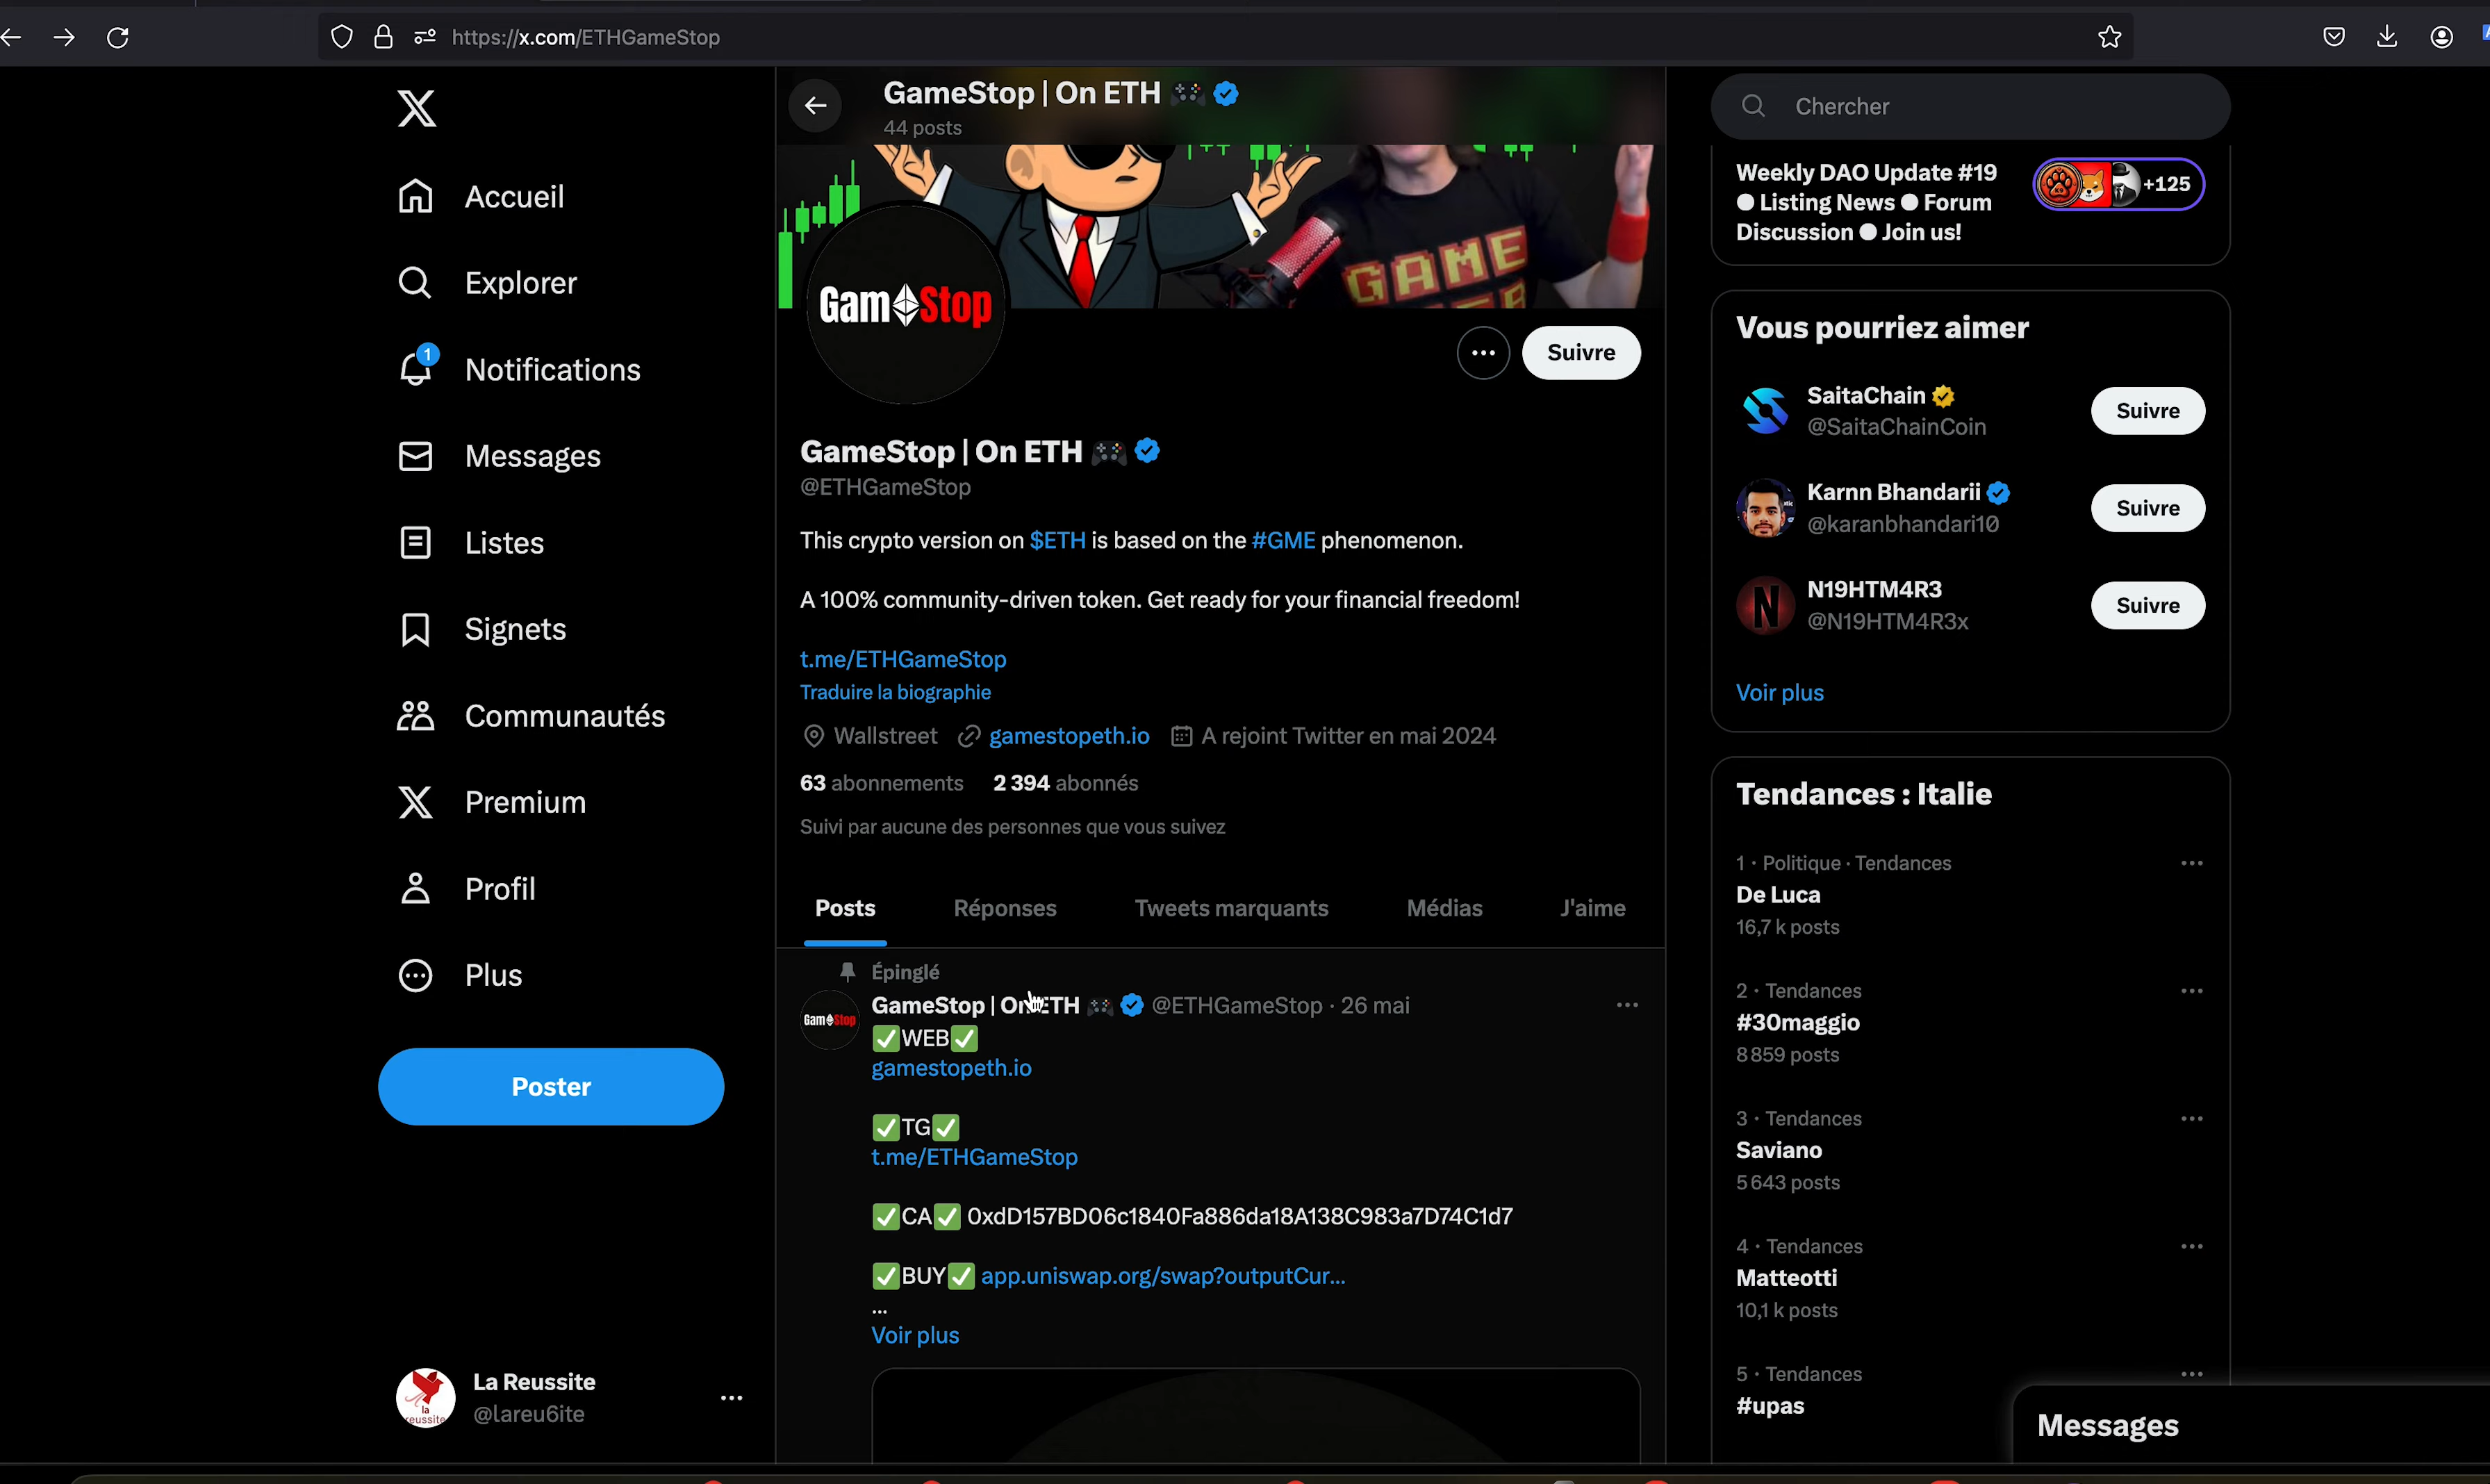 https://x.com/ETHGameStop
GameStop | On ETH 🎮
44 posts
GAME
GamStop
Suivre
GameStop | On ETH 🎮
@ETHGameStop
This crypto version on $ETH is based on the #GME phenomenon.
A 100% community-driven token. Get ready for your financial freedom!
t.me/ETHGameStop
Traduire la biographie
Wallstreet gamestopeth.io A rejoint Twitter en mai 2024
63 abonnements 2 394 abonnés
Suivi par aucune des personnes que vous suivez
Posts Réponses Tweets marquants Médias J'aime
Épinglé
GameStop | On ETH 🎮 @ETHGameStop · 26 mai
GamStop
✅WEB✅
gamestopeth.io
✅TG✅
t.me/ETHGameStop
✅CA✅ 0xdD157BD06c1840Fa886da18A138C983a7D74C1d7
✅BUY✅ app.uniswap.org/swap?outputCur...
...
Voir plus
Accueil
Explorer
1
Notifications
Messages
Listes
Signets
Communautés
Premium
Profil
Plus
Poster
La Reussite
@lareu6ite
la
reussite
Chercher
Weekly DAO Update #19
● Listing News ● Forum
Discussion ● Join us!
+125
Vous pourriez aimer
SaitaChain
@SaitaChainCoin
Suivre
Karnn Bhandarii
@karanbhandari10
Suivre
N19HTM4R3
@N19HTM4R3x
Suivre
Voir plus
Tendances : Italie
1 · Politique · Tendances
De Luca
16,7 k posts
2 · Tendances
#30maggio
8 859 posts
3 · Tendances
Saviano
5 643 posts
4 · Tendances
Matteotti
10,1 k posts
5 · Tendances
#upas
Messages